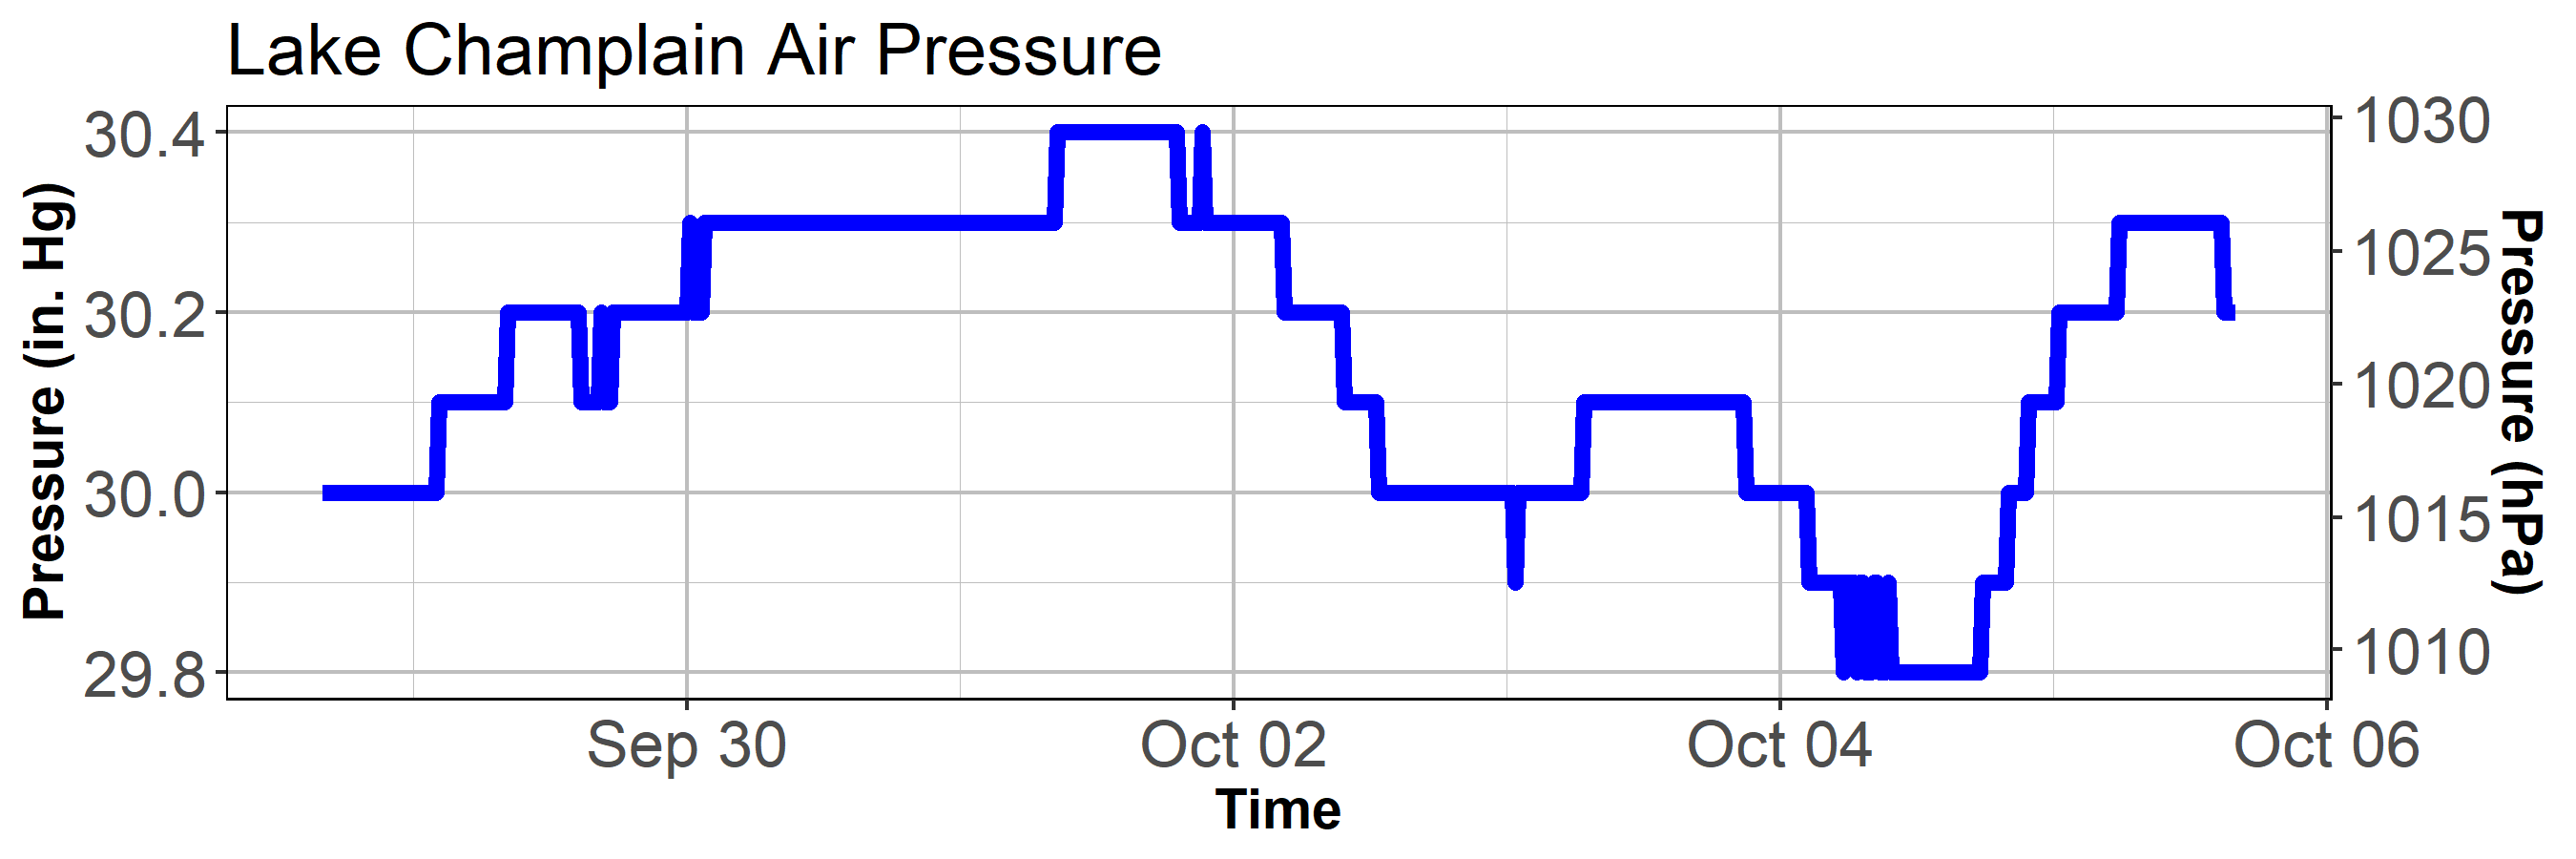 Lake Champlain Air Pressure
Pressure (in. Hg)
30.4
30.2
30.0
29.8
1030
1025
1020
1015
1010
Pressure (hPa)
Sep 30 Oct 02 Oct 04 Oct 06
Time